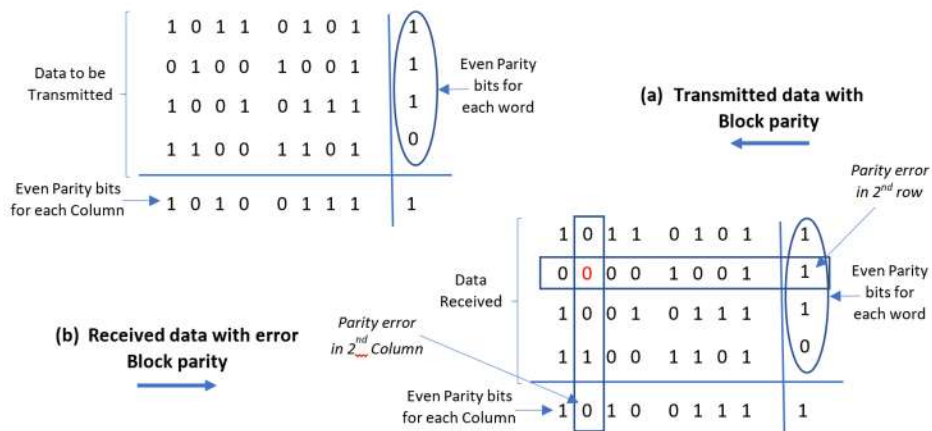 1 0 1 1 0 1 0 1 1
0 1 0 0 1 0 0 1 1
1 0 0 1 0 1 1 1 1
1 1 0 0 1 1 0 1 0
Data to be
Transmitted
Even Parity
bits for
each word
Even Parity bits
for each Column
1 0 1 0 0 1 1 1 1
(a) Transmitted data with
Block parity
Parity error
in 2nd row
1 0 1 1 0 1 0 1 1
0 0 0 0 1 0 0 1 1
1 0 0 1 0 1 1 1 1
1 1 0 0 1 1 0 1 0
Data
Received
Even Parity
bits for
each word
(b) Received data with error
Block parity
Parity error
in 2nd Column
Even Parity bits
for each Column
1 0 1 0 0 1 1 1 1